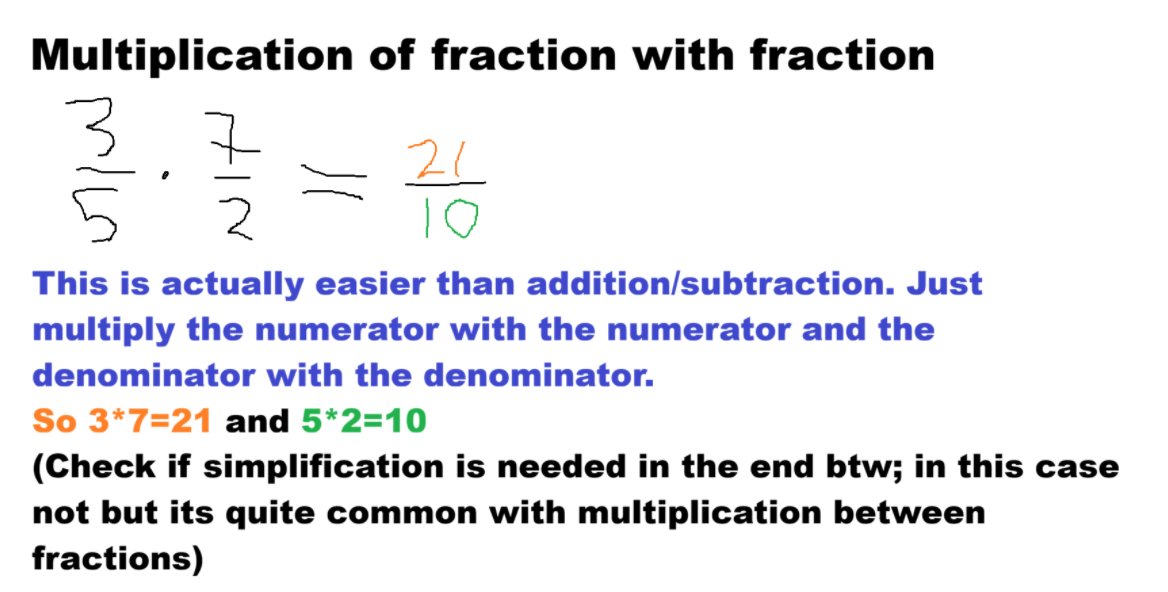 Multiplication of fraction with fraction
3/5 · 7/2 = 21/10
This is actually easier than addition/subtraction. Just
multiply the numerator with the numerator and the
denominator with the denominator.
So 3*7=21 and 5*2=10
(Check if simplification is needed in the end btw; in this case
not but its quite common with multiplication between
fractions)